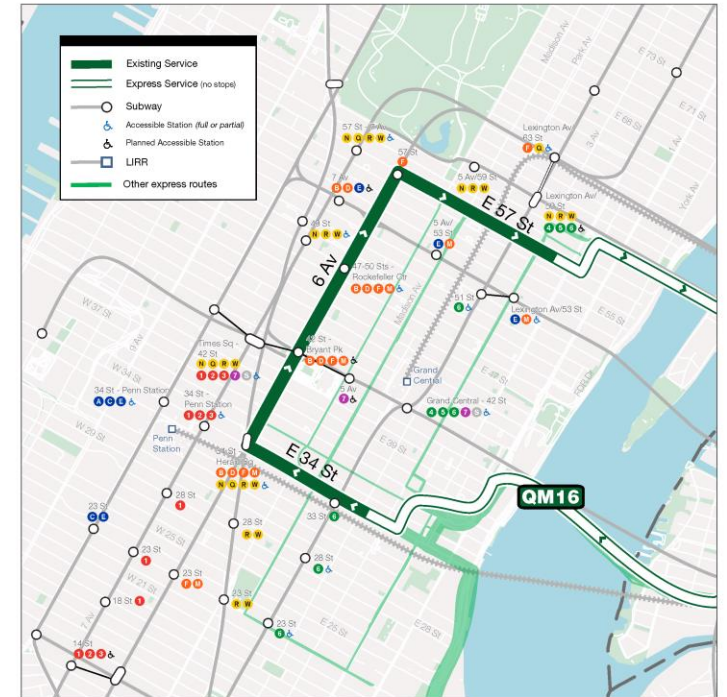 Existing Service
Express Service (no stops)
Subway
Accessible Station (full or partial)
Planned Accessible Station
LIRR
Other express routes
Madison Av
Park Av
E 73 St
E 71 St
E 68 St
3 Av
1 Av
York Av
57 St - 7 Av
N Q R W
57 St
F
7 Av
B D E
5 Av/59 St
N R W
Lexington Av/
63 St
F Q
Lexington Av/
59 St
N R W
4 5 6
E 57 St
49 St
N R W
5 Av/
53 St
E M
6 Av
47-50 Sts -
Rockefeller Ctr
B D F M
Madison Av
51 St
6
Lexington Av/53 St
E M
E 55 St
W 37 St
9 Av
W 34 St
Times Sq -
42 St
N Q R W
1 2 3 7 S
42 St -
Bryant Pk
B D F M
5 Av
7
Grand
Central
Grand Central - 42 St
4 5 6 7 S
FDR Dr
34 St - Penn Station
A C E
34 St -
Penn Station
1 2 3
W 29 St
Penn
Station
34 St -
B D F M
N Q R W
E 34 St
E 39 St
QM16
33 St
6
23 St
C E
28 St
1
28 St
R W
28 St
6
23 St
1
W 25 St
23 St
F M
W 21 St
18 St
1
7 Av
23 St
R W
23 St
6
E 25 St
E 28 St
14 St
1 2 3